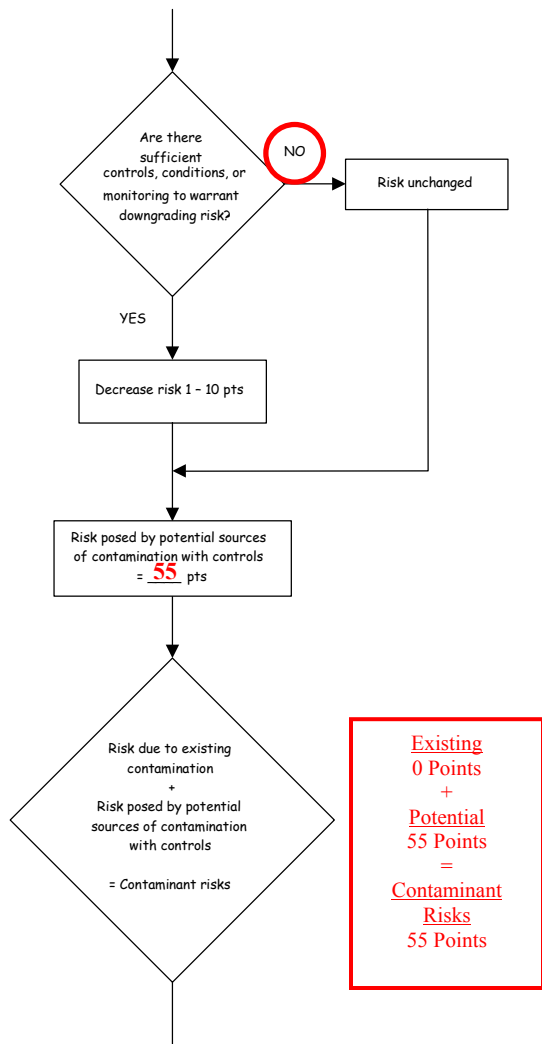 Are there
sufficient
controls, conditions, or
monitoring to warrant
downgrading risk?
NO
Risk unchanged
YES
Decrease risk 1 – 10 pts
Risk posed by potential sources
of contamination with controls
= 55 pts
Risk due to existing
contamination
+
Risk posed by potential
sources of contamination
with controls
= Contaminant risks
Existing
0 Points
+
Potential
55 Points
=
Contaminant
Risks
55 Points